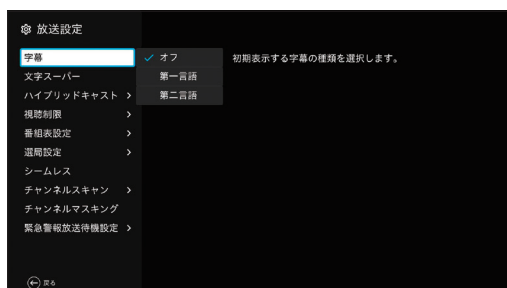 放送設定
字幕
オフ
初期表示する字幕の種類を選択します。
文字スーパー
第一言語
ハイブリッドキャスト
第二言語
視聴制限
番組表設定
選局設定
シームレス
チャンネルスキャン
チャンネルマスキング
緊急警報放送待機設定
戻る